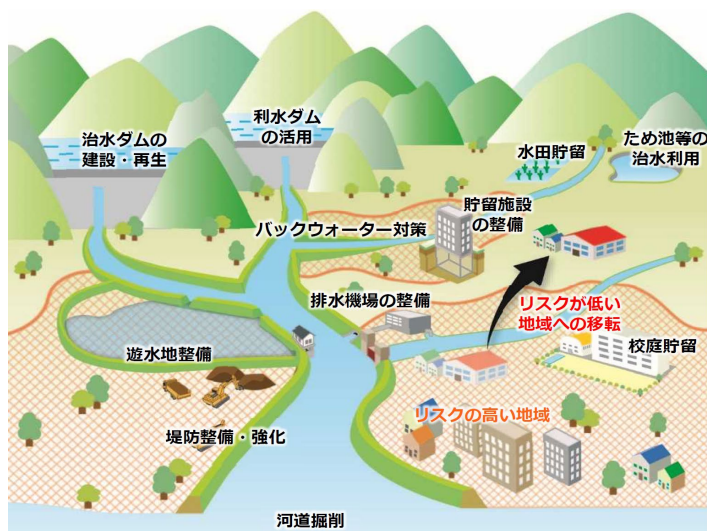 治水ダムの
建設・再生
利水ダム
の活用
水田貯留
ため池等の
治水利用
貯留施設
の整備
バックウォーター対策
排水機場の整備
リスクが低い
地域への移転
校庭貯留
遊水地整備
リスクの高い地域
堤防整備・強化
河道掘削